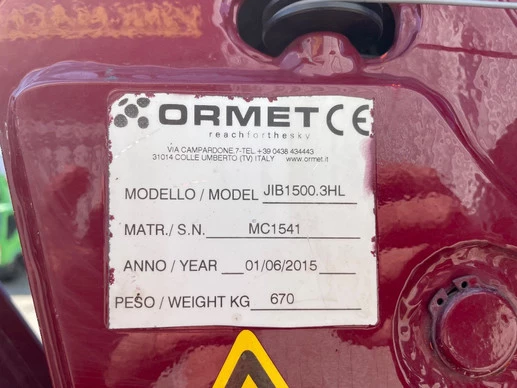 ORMET CE
reachforthesky
VIA CAMPARDONE,7-TEL.+39 0438 434443
31014 COLLE UMBERTO (TV) ITALY www.ormet.it
MODELLO / MODEL JIB1500.3HL
MATR./ S.N. MC1541
ANNO / YEAR 01/06/2015
PESO / WEIGHT KG 670